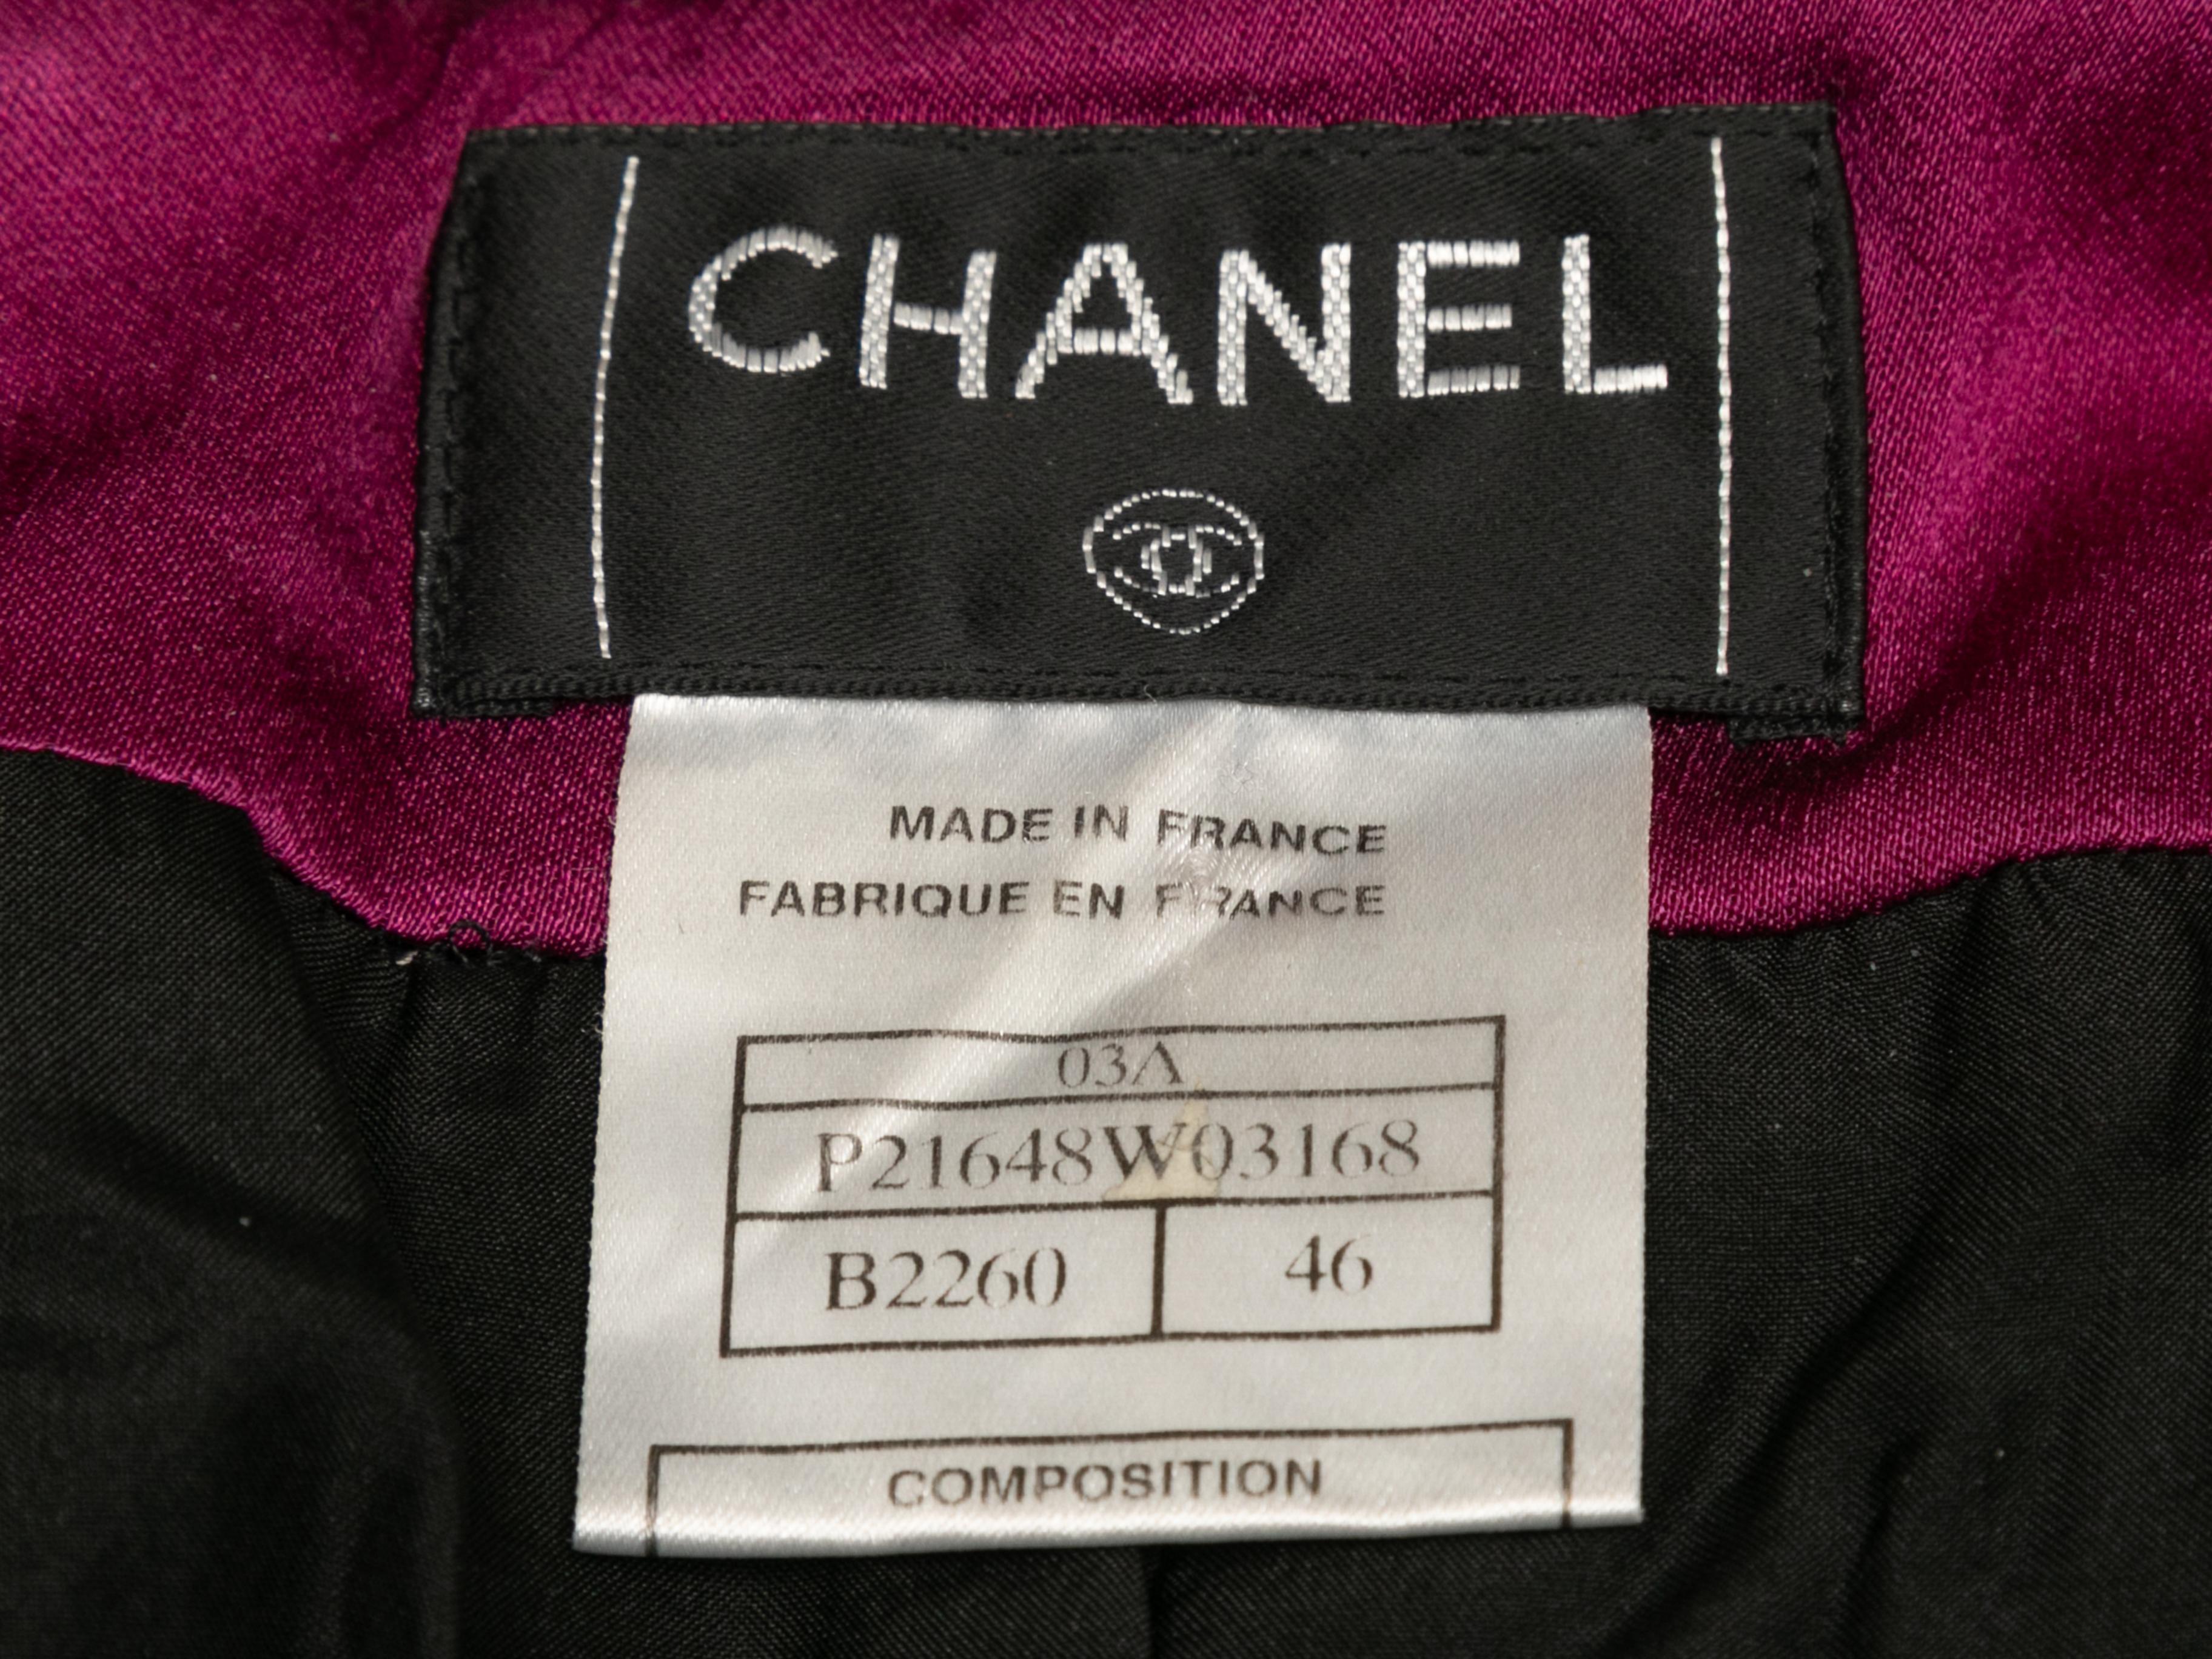 CHANEL
MADE IN FRANCE
FABRIQUE EN FRANCE
03A
P21648W03168
B2260 46
COMPOSITION